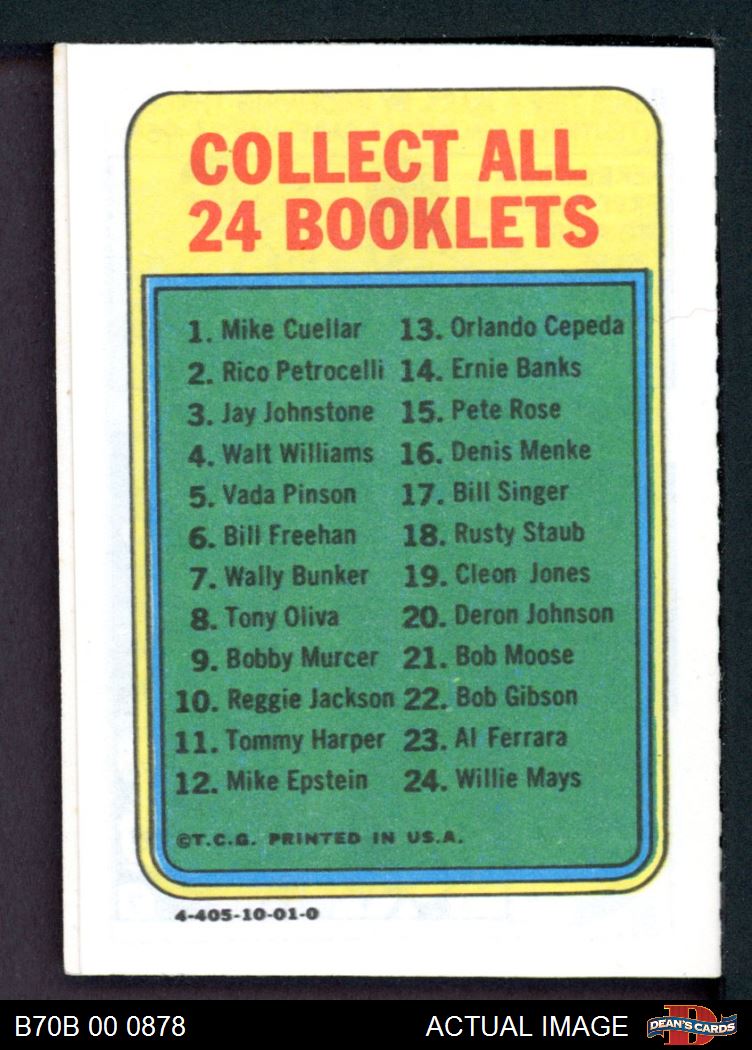 COLLECT ALL
24 BOOKLETS
1. Mike Cuellar
2. Rico Petrocelli
3. Jay Johnstone
4. Walt Williams
5. Vada Pinson
6. Bill Freehan
7. Wally Bunker
8. Tony Oliva
9. Bobby Murcer
10. Reggie Jackson
11. Tommy Harper
12. Mike Epstein
13. Orlando Cepeda
14. Ernie Banks
15. Pete Rose
16. Denis Menke
17. Bill Singer
18. Rusty Staub
19. Cleon Jones
20. Deron Johnson
21. Bob Moose
22. Bob Gibson
23. Al Ferrara
24. Willie Mays
©T.C.G. PRINTED IN U.S.A.
4-405-10-01-0
B70B 00 0878
ACTUAL IMAGE
D
DEAN'S CARDS